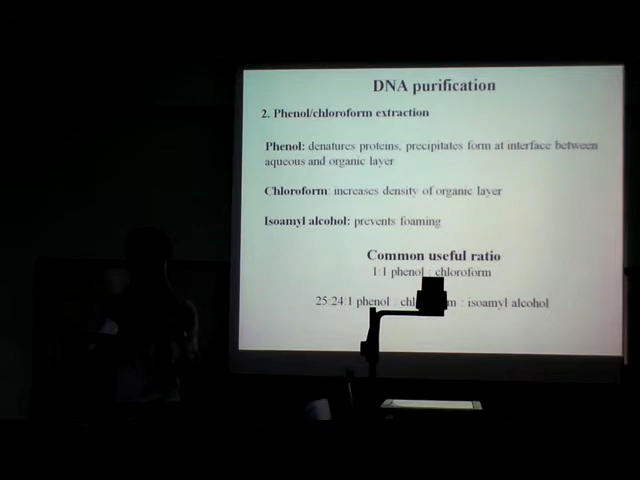 DNA purification
2. Phenol/chloroform extraction
Phenol: denatures proteins, precipitates form at interface between
aqueous and organic layer
Chloroform: increases density of organic layer
Isoamyl alcohol: prevents foaming
Common useful ratio
1:1 phenol : chloroform
25:24:1 phenol : chl m : isoamyl alcohol